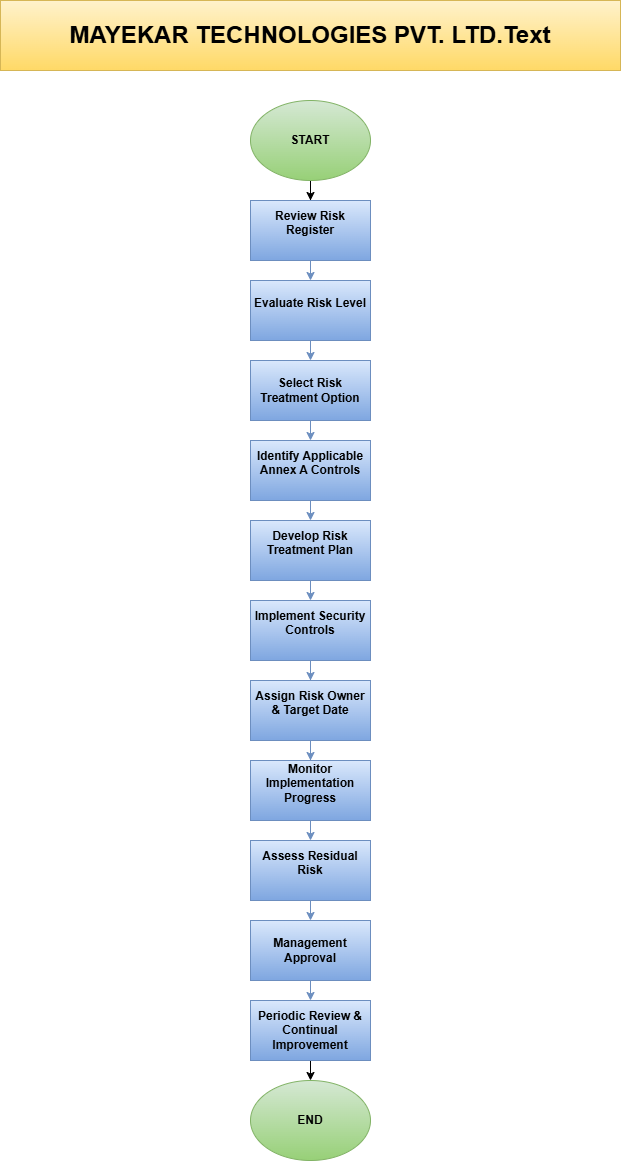 MAYEKAR TECHNOLOGIES PVT. LTD.Text
START
Review Risk
Register
Evaluate Risk Level
Select Risk
Treatment Option
Identify Applicable
Annex A Controls
Develop Risk
Treatment Plan
Implement Security
Controls
Assign Risk Owner
& Target Date
Monitor
Implementation
Progress
Assess Residual
Risk
Management
Approval
Periodic Review &
Continual
Improvement
END